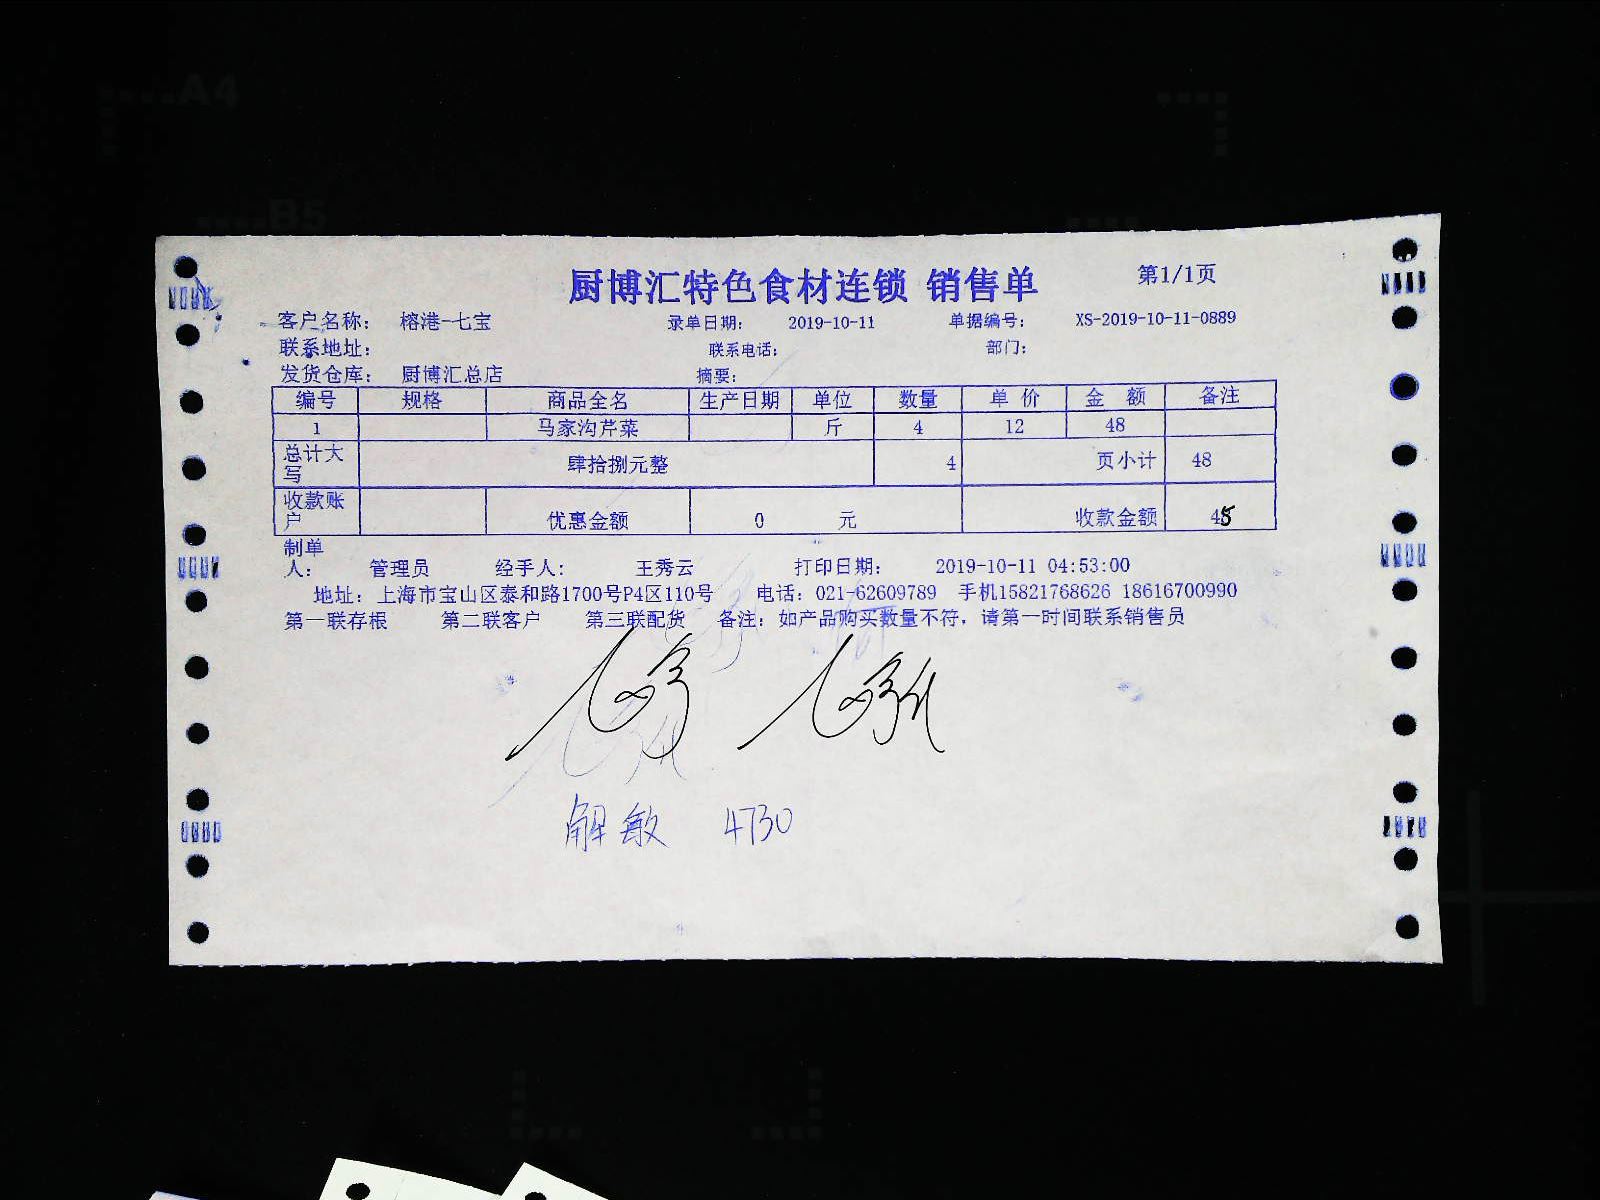 厨博汇特色食材连锁 销售单 第1/1页
客户名称： 榕港-七宝 录单日期： 2019-10-11 单据编号： XS-2019-10-11-0889
联系地址： 联系电话： 部门：
发货仓库： 厨博汇总店 摘要：
编号 规格 商品全名 生产日期 单位 数量 单 价 金 额 备注
1 马家沟芹菜 斤 4 12 48
总计大写 肆拾捌元整 4 页小计 48
收款账户 优惠金额 0 元 收款金额
制单人： 管理员 经手人： 王秀云 打印日期： 2019-10-11 04:53:00
地址：上海市宝山区泰和路1700号P4区110号 电话：021-62609789 手机15821768626 18616700990
第一联存根 第二联客户 第三联配货 备注：如产品购买数量不符，请第一时间联系销售员
解敏 4730
A4
B5